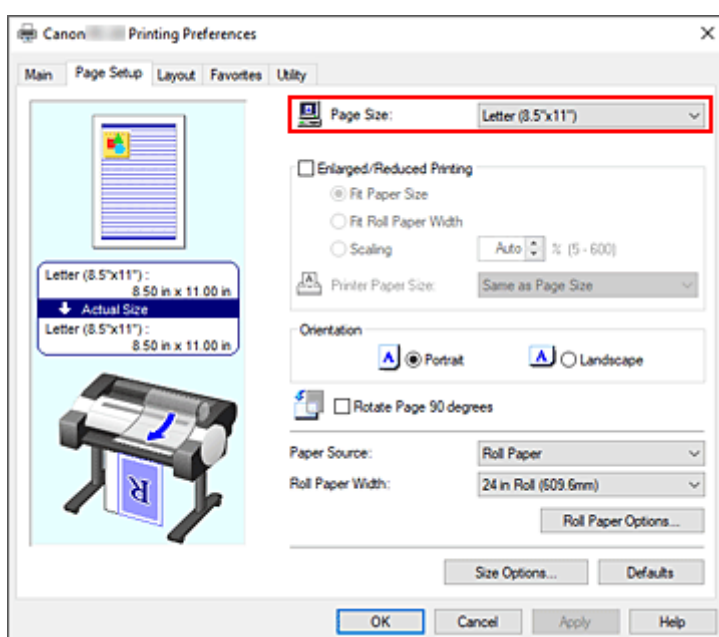 Canon Printing Preferences
Main Page Setup Layout Favorites Utility
Page Size: Letter (8.5"x11")
Enlarged/Reduced Printing
Fit Paper Size
Fit Roll Paper Width
Scaling Auto % (5 - 600)
Printer Paper Size: Same as Page Size
Letter (8.5"x11") :
8.50 in x 11.00 in
Actual Size
Letter (8.5"x11") :
8.50 in x 11.00 in
Orientation
A Portrait A Landscape
Rotate Page 90 degrees
Paper Source: Roll Paper
Roll Paper Width: 24 in Roll (609.6mm)
R
Roll Paper Options...
Size Options... Defaults
OK Cancel Apply Help